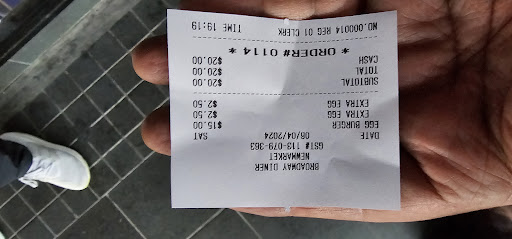 BROADWAY DINER
NEWMARKET
GST# 113-079-363
DATE 06/04/2024 SAT
EGG BURGER $15.00
EXTRA EGG $2.50
EXTRA EGG $2.50
SUBTOTAL $20.00
TOTAL $20.00
CASH $20.00
* ORDER# 0114 *
NO.000014 REG 01 CLERK TIME 19:19